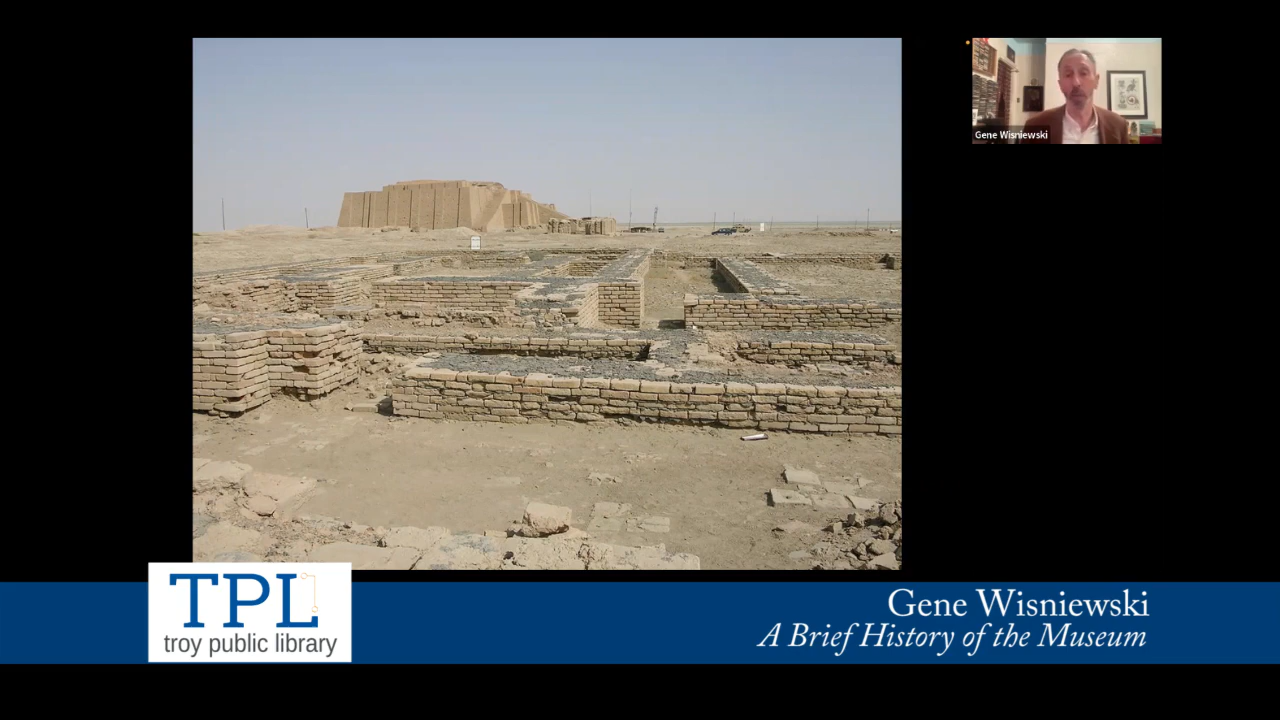 Gene Wisniewski
TPL
troy public library
Gene Wisniewski
A Brief History of the Museum